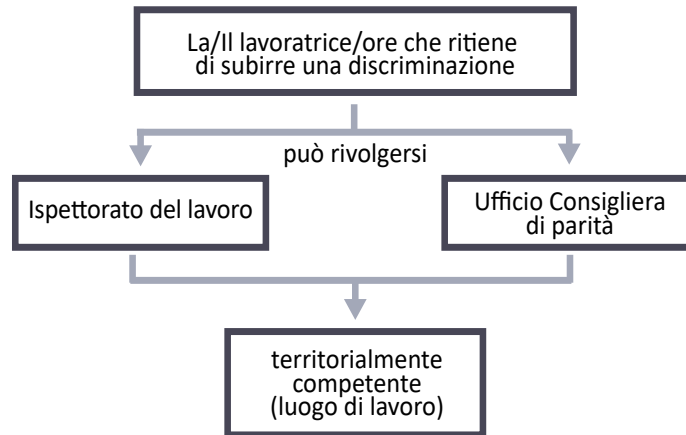 La/Il lavoratrice/ore che ritiene
di subirre una discriminazione
può rivolgersi
Ispettorato del lavoro
Ufficio Consigliera
di parità
territorialmente
competente
(luogo di lavoro)